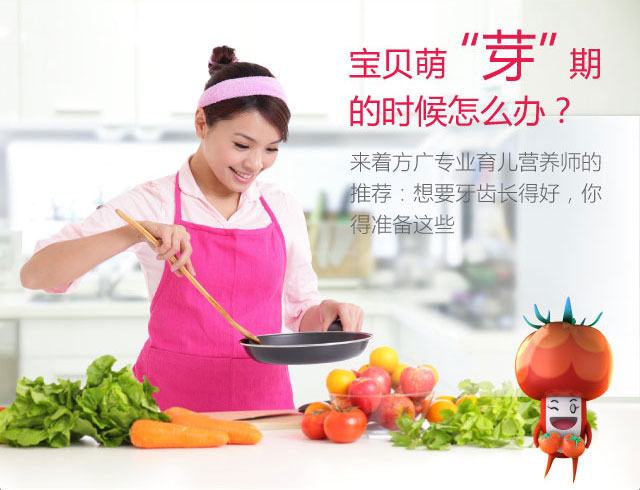 宝贝萌“芽”期
的时候怎么办？
来着方广专业育儿营养师的
推荐：想要牙齿长得好，你
得准备这些